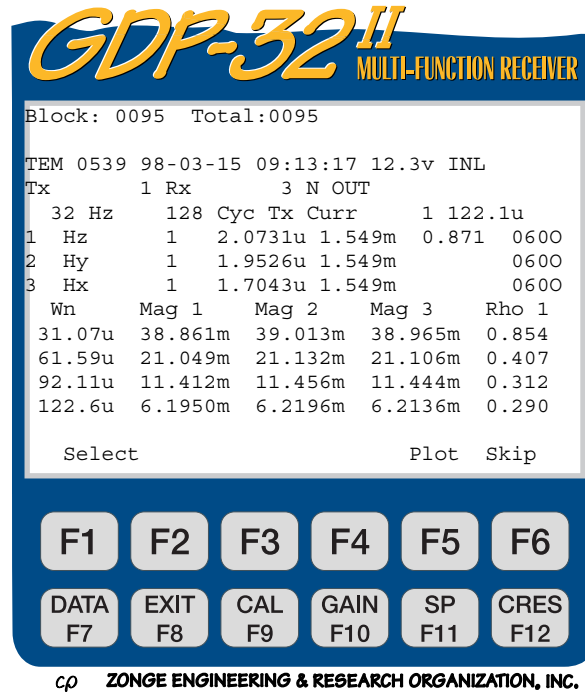 GDP-32 II
MULTI-FUNCTION RECEIVER
Block: 0095  Total:0095
TEM 0539 98-03-15 09:13:17 12.3v INL
Tx 1 Rx 3 N OUT
32 Hz 128 Cyc Tx Curr 1 122.1u
1 Hz 1 2.0731u 1.549m 0.871 060O
2 Hy 1 1.9526u 1.549m 060O
3 Hx 1 1.7043u 1.549m 060O
Wn Mag 1 Mag 2 Mag 3 Rho 1
31.07u 38.861m 39.013m 38.965m 0.854
61.59u 21.049m 21.132m 21.106m 0.407
92.11u 11.412m 11.456m 11.444m 0.312
122.6u 6.1950m 6.2196m 6.2136m 0.290
Select Plot Skip
F1 F2 F3 F4 F5 F6
DATA EXIT CAL GAIN SP CRES
F7 F8 F9 F10 F11 F12
cρ ZONGE ENGINEERING & RESEARCH ORGANIZATION, INC.